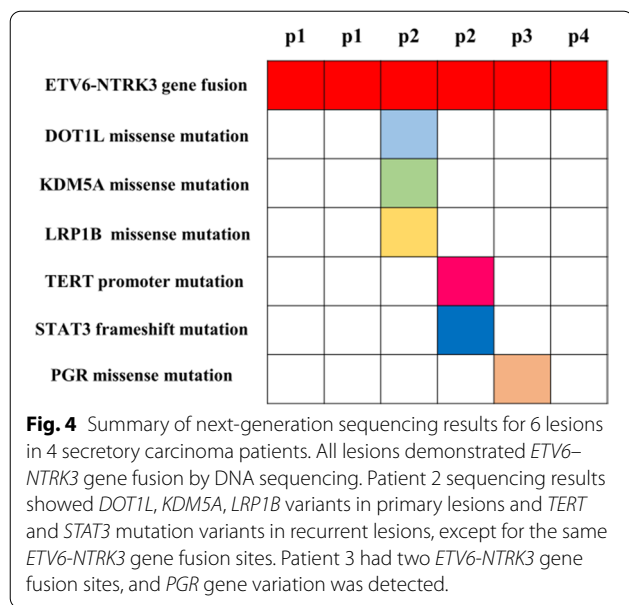 p1 p1 p2 p2 p3 p4
ETV6-NTRK3 gene fusion
DOT1L missense mutation
KDM5A missense mutation
LRP1B missense mutation
TERT promoter mutation
STAT3 frameshift mutation
PGR missense mutation
Fig. 4 Summary of next-generation sequencing results for 6 lesions
in 4 secretory carcinoma patients. All lesions demonstrated ETV6–
NTRK3 gene fusion by DNA sequencing. Patient 2 sequencing results
showed DOT1L, KDM5A, LRP1B variants in primary lesions and TERT
and STAT3 mutation variants in recurrent lesions, except for the same
ETV6-NTRK3 gene fusion sites. Patient 3 had two ETV6-NTRK3 gene
fusion sites, and PGR gene variation was detected.